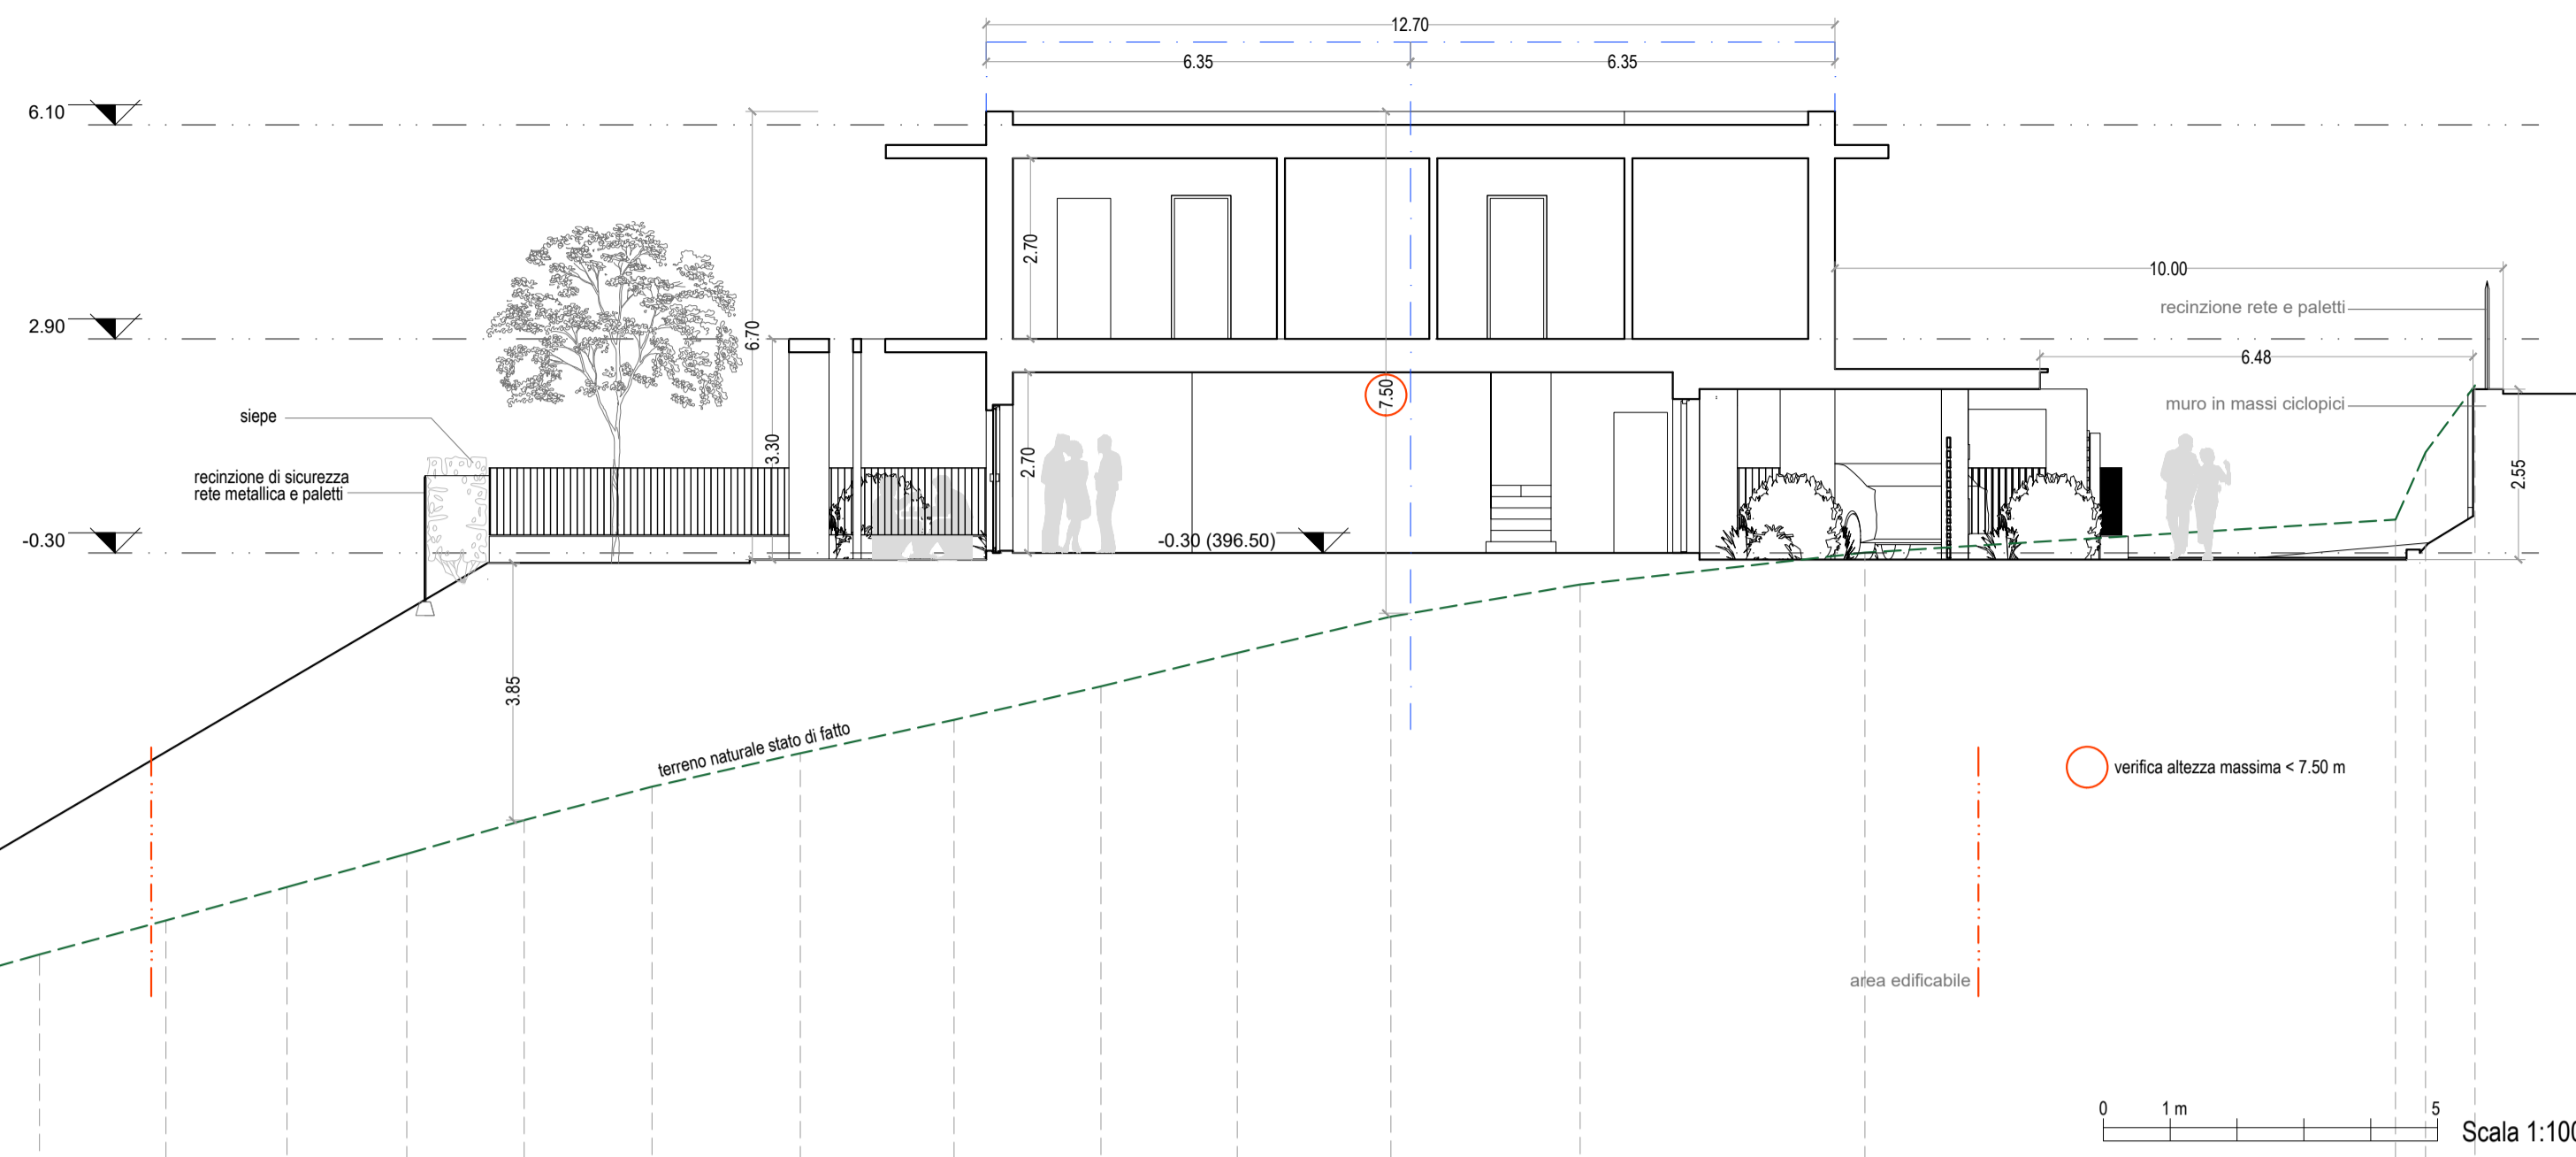 12.70
6.35
6.35
6.10
2.70
10.00
recinzione rete e paletti
2.90
6.70
6.48
7.50
muro in massi ciclopici
siepe
3.30
2.70
recinzione di sicurezza
rete metallica e paletti
2.55
-0.30
-0.30 (396.50)
3.85
terreno naturale stato di fatto
verifica altezza massima < 7.50 m
area edificabile
0 1 m 5
Scala 1:100